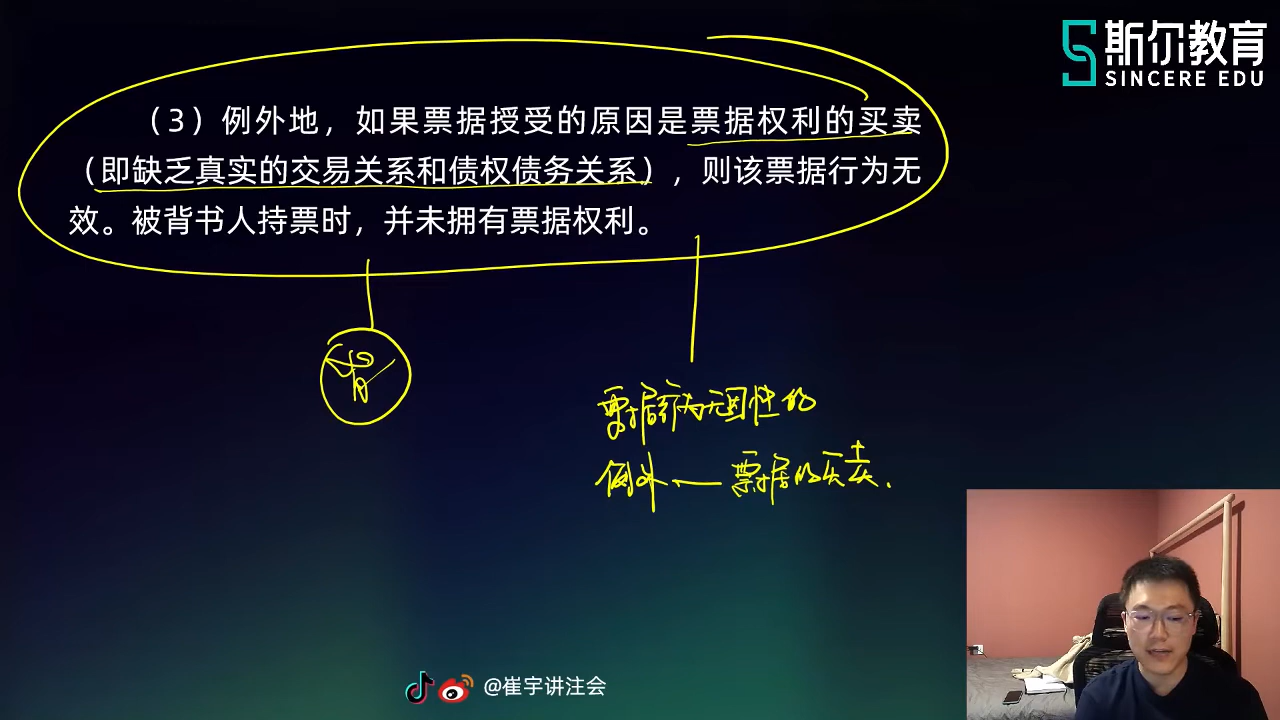 斯尔教育
SINCERE EDU
（3）例外地，如果票据授受的原因是票据权利的买卖
（即缺乏真实的交易关系和债权债务关系），则该票据行为无
效。被背书人持票时，并未拥有票据权利。
背
票据行为无因性的
例外——票据的买卖.
@崔宇讲注会